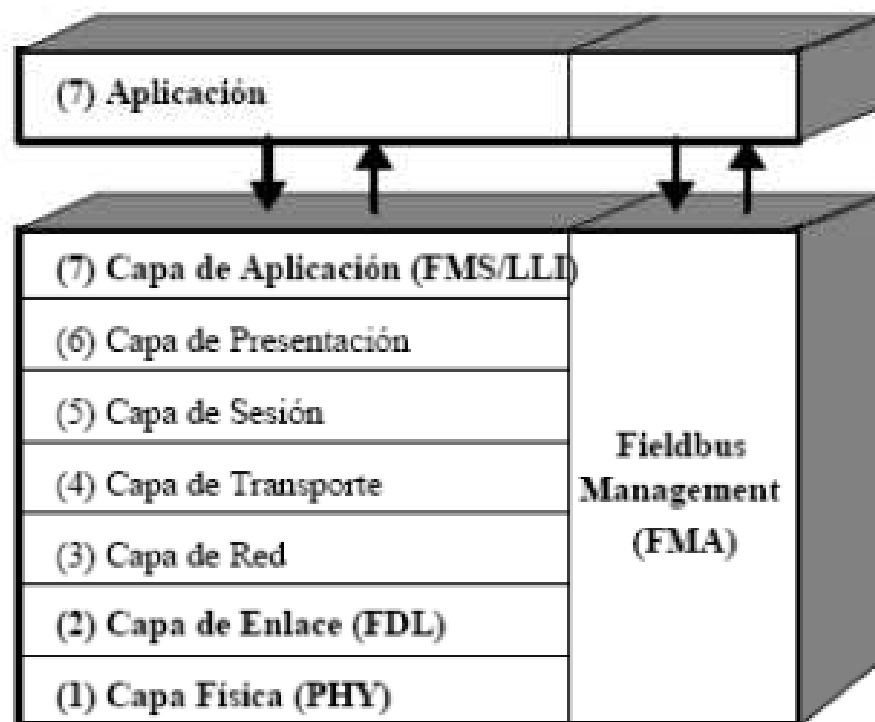 (7) Aplicación
(7) Capa de Aplicación (FMS/LLI)
(6) Capa de Presentación
(5) Capa de Sesión
(4) Capa de Transporte
(3) Capa de Red
(2) Capa de Enlace (FDL)
(1) Capa Física (PHY)
Fieldbus
Management
(FMA)